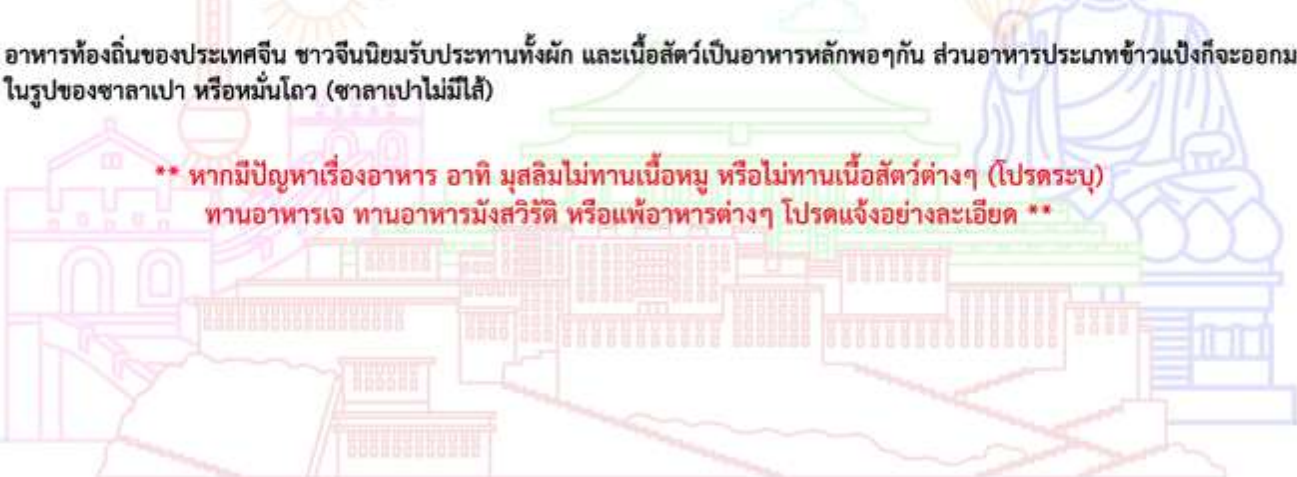 อาหารท้องถิ่นของประเทศจีน ชาวจีนนิยมรับประทานทั้งผัก และเนื้อสัตว์เป็นอาหารหลักพอๆกัน ส่วนอาหารประเภทข้าวแป้งก็จะออกม
ในรูปของซาลาเปา หรือหมั่นโถว (ซาลาเปาไม่มีไส้)
** หากมีปัญหาเรื่องอาหาร อาทิ มุสลิมไม่ทานเนื้อหมู หรือไม่ทานเนื้อสัตว์ต่างๆ (โปรดระบุ)
ทานอาหารเจ ทานอาหารมังสวิรัติ หรือแพ้อาหารต่างๆ โปรดแจ้งอย่างละเอียด **